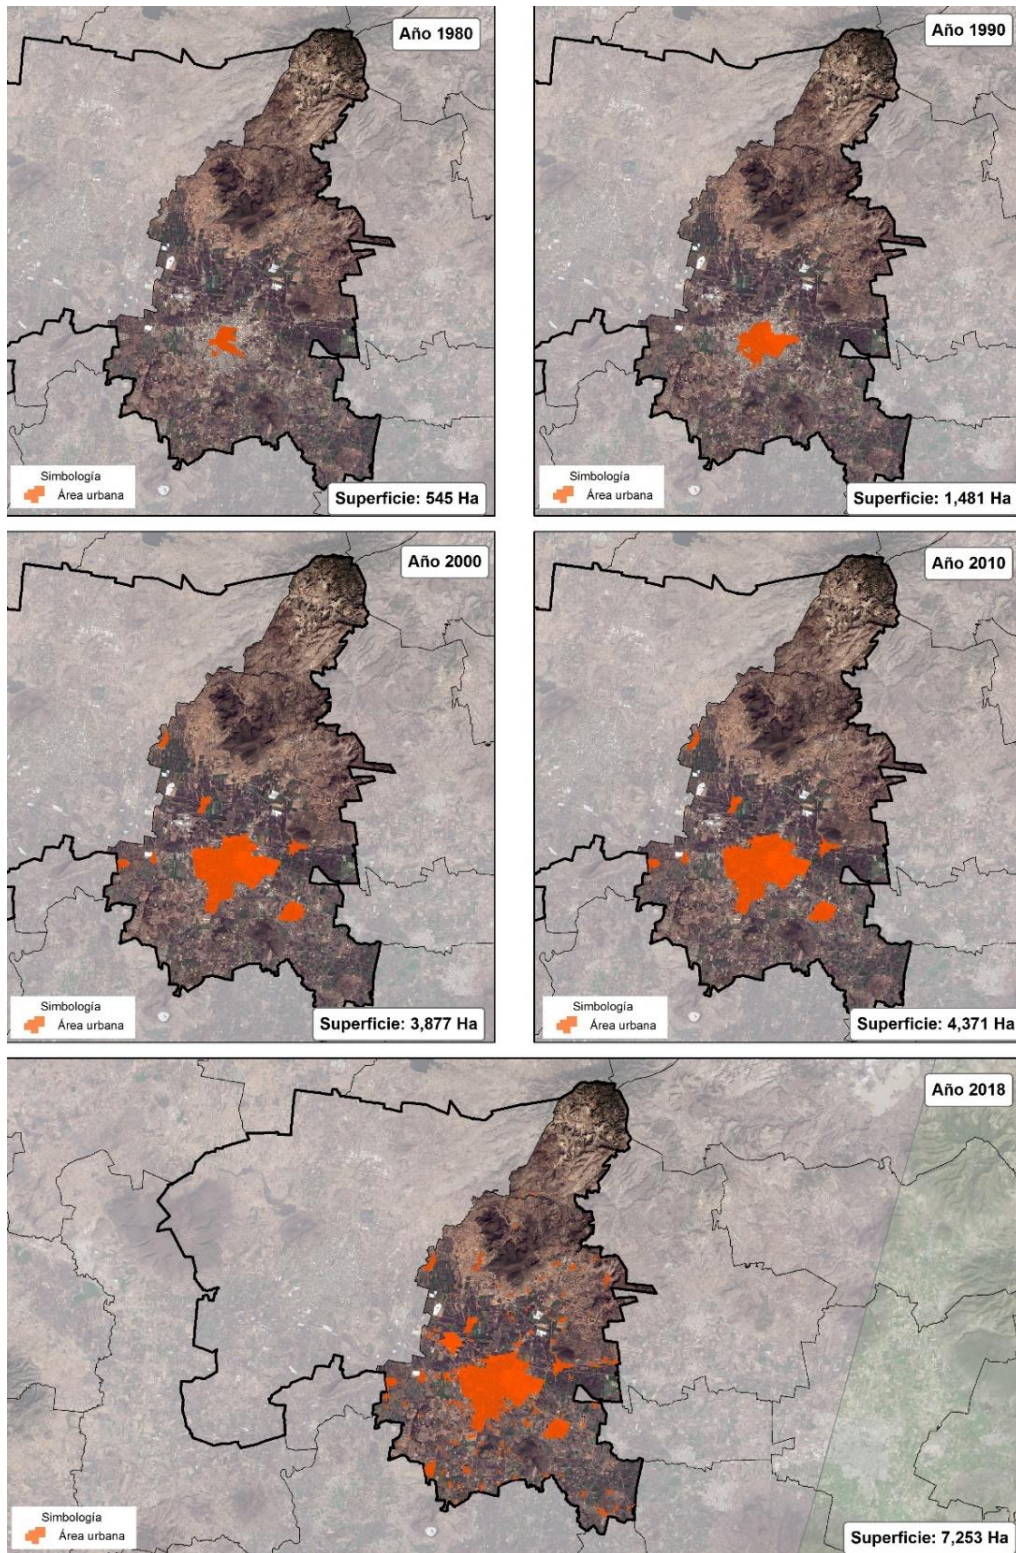 Año 1980
Simbología
Área urbana
Superficie: 545 Ha
Año 1990
Simbología
Área urbana
Superficie: 1,481 Ha
Año 2000
Simbología
Área urbana
Superficie: 3,877 Ha
Año 2010
Simbología
Área urbana
Superficie: 4,371 Ha
Año 2018
Simbología
Área urbana
Superficie: 7,253 Ha